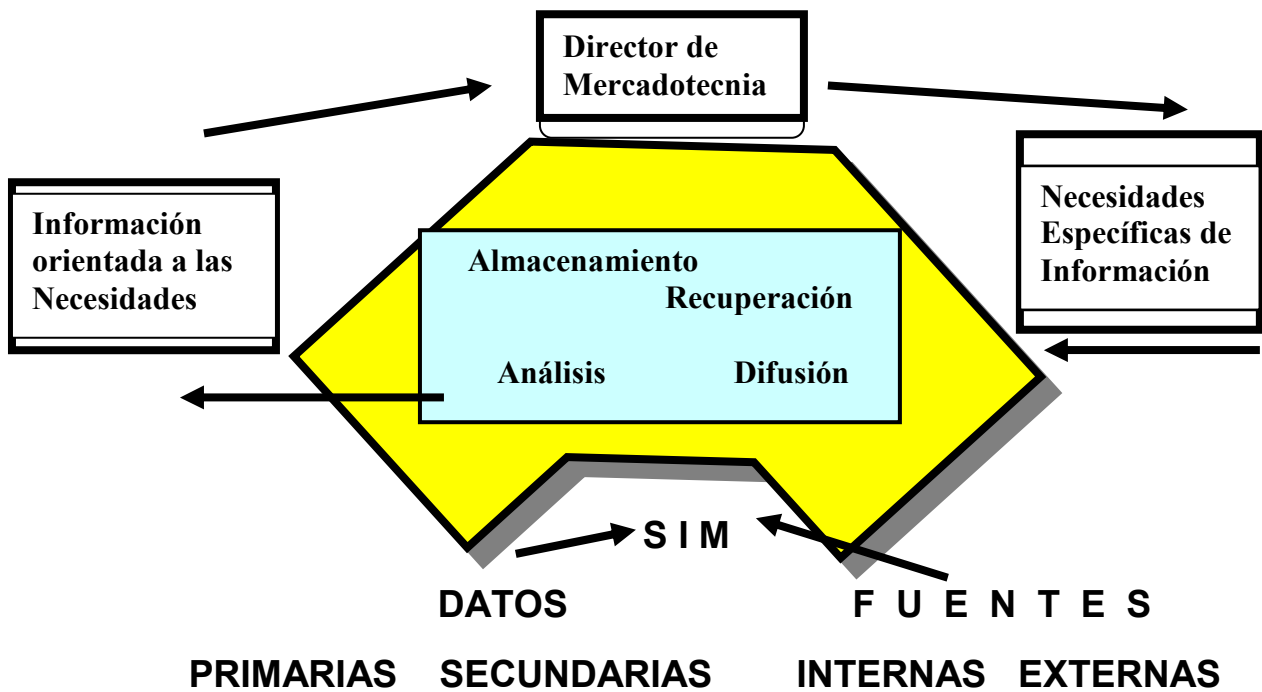 Director de
Mercadotecnia
Información
orientada a las
Necesidades
Necesidades
Específicas de
Información
Almacenamiento
Recuperación
Análisis Difusión
S I M
DATOS F U E N T E S
PRIMARIAS SECUNDARIAS INTERNAS EXTERNAS